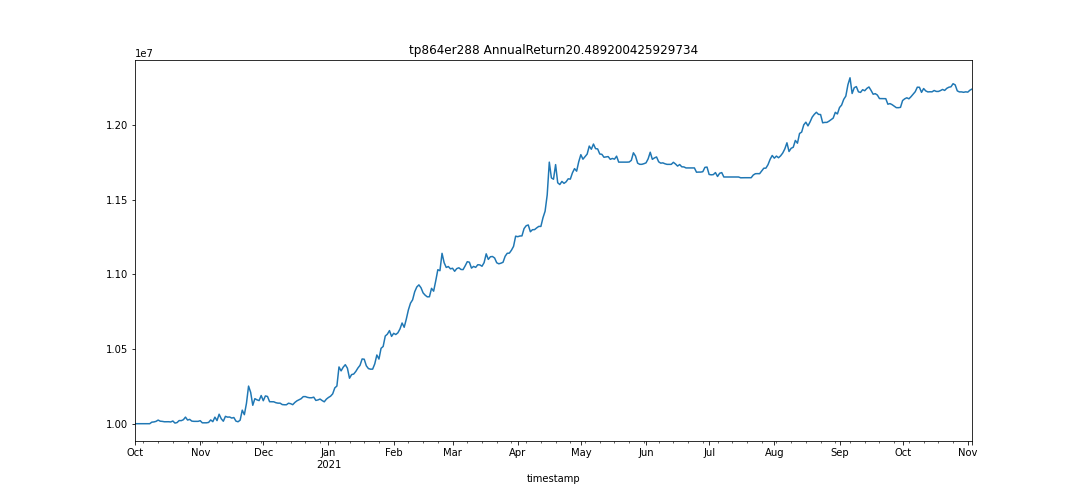 tp864er288 AnnualReturn20.489200425929734
1e7
1.20
1.15
1.10
1.05
1.00
Oct Nov Dec Jan Feb Mar Apr May Jun Jul Aug Sep Oct Nov
2021
timestamp